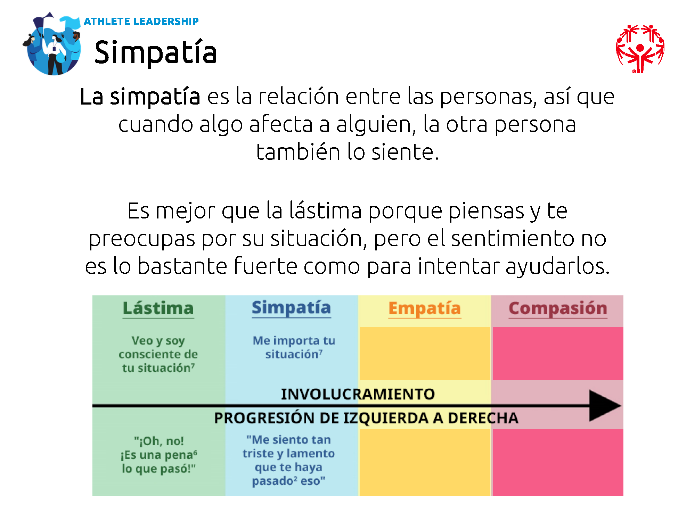 ATHLETE LEADERSHIP
Simpatía
La simpatía es la relación entre las personas, así que
cuando algo afecta a alguien, la otra persona
también lo siente.
Es mejor que la lástima porque piensas y te
preocupas por su situación, pero el sentimiento no
es lo bastante fuerte como para intentar ayudarlos.
Lástima
Simpatía
Empatía
Compasión
Veo y soy
consciente de
tu situación⁷
Me importa tu
situación⁷
INVOLUCRAMIENTO
PROGRESIÓN DE IZQUIERDA A DERECHA
"¡Oh, no!
¡Es una pena⁶
lo que pasó!"
"Me siento tan
triste y lamento
que te haya
pasado² eso"